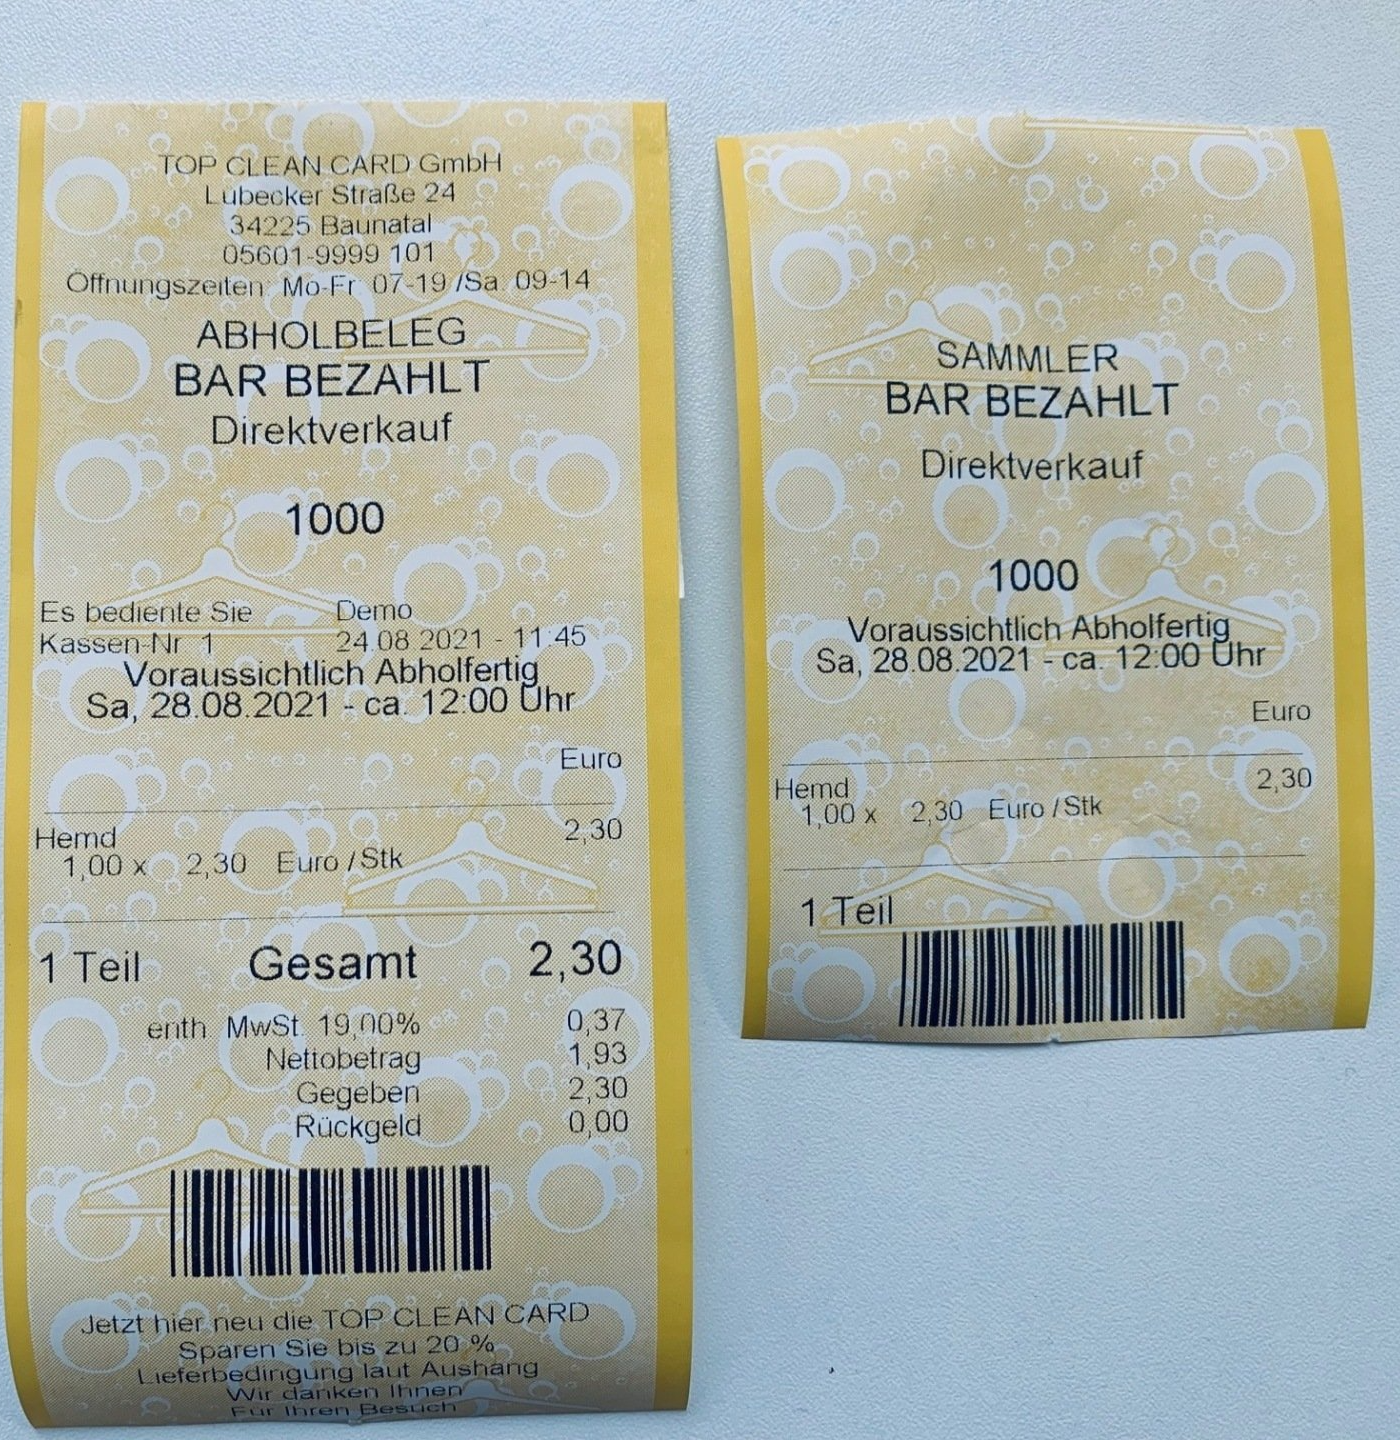 TOP CLEAN CARD GmbH
Lübecker Straße 24
34225 Baunatal
05601-9999 101
Öffnungszeiten: Mo-Fr 07-19 /Sa 09-14
ABHOLBELEG
BAR BEZAHLT
Direktverkauf
1000
Es bediente Sie Demo
Kassen-Nr. 1 24.08.2021 - 11:45
Voraussichtlich Abholfertig
Sa, 28.08.2021 - ca. 12:00 Uhr
Euro
Hemd 2,30
1,00 x 2,30 Euro /Stk
1 Teil Gesamt 2,30
enth. MwSt. 19,00% 0,37
Nettobetrag 1,93
Gegeben 2,30
Rückgeld 0,00
Jetzt hier neu die TOP CLEAN CARD
Sparen Sie bis zu 20 %
Lieferbedingung laut Aushang
Wir danken Ihnen
Für Ihren Besuch
SAMMLER
BAR BEZAHLT
Direktverkauf
1000
Voraussichtlich Abholfertig
Sa, 28.08.2021 - ca. 12:00 Uhr
Euro
Hemd 2,30
1,00 x 2,30 Euro /Stk
1 Teil